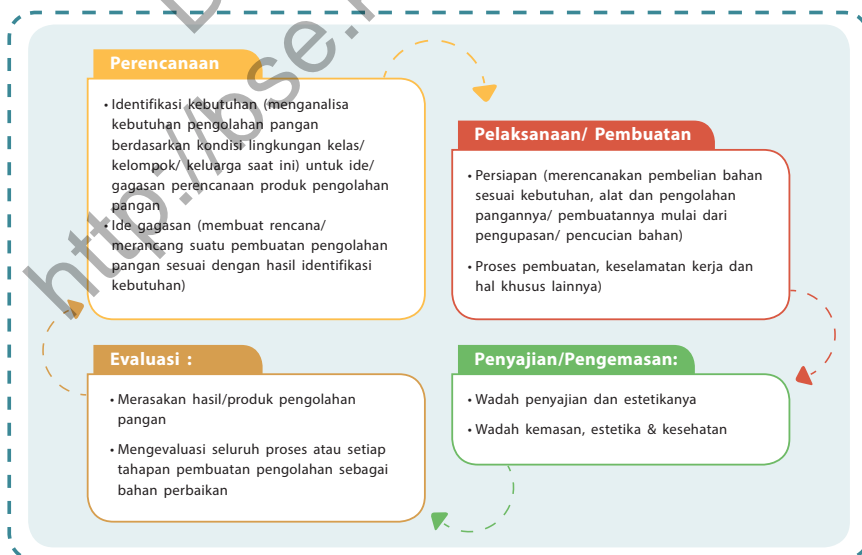 Perencanaan
• Identifikasi kebutuhan (menganalisa
kebutuhan pengolahan pangan
berdasarkan kondisi lingkungan kelas/
kelompok/ keluarga saat ini) untuk ide/
gagasan perencanaan produk pengolahan
pangan
• Ide gagasan (membuat rencana/
merancang suatu pembuatan pengolahan
pangan sesuai dengan hasil identifikasi
kebutuhan)
Pelaksanaan/ Pembuatan
• Persiapan (merencanakan pembelian bahan
sesuai kebutuhan, alat dan pengolahan
pangannya/ pembuatannya mulai dari
pengupasan/ pencucian bahan)
• Proses pembuatan, keselamatan kerja dan
hal khusus lainnya)
Evaluasi :
• Merasakan hasil/produk pengolahan
pangan
• Mengevaluasi seluruh proses atau setiap
tahapan pembuatan pengolahan sebagai
bahan perbaikan
Penyajian/Pengemasan:
• Wadah penyajian dan estetikanya
• Wadah kemasan, estetika & kesehatan
http://bse.